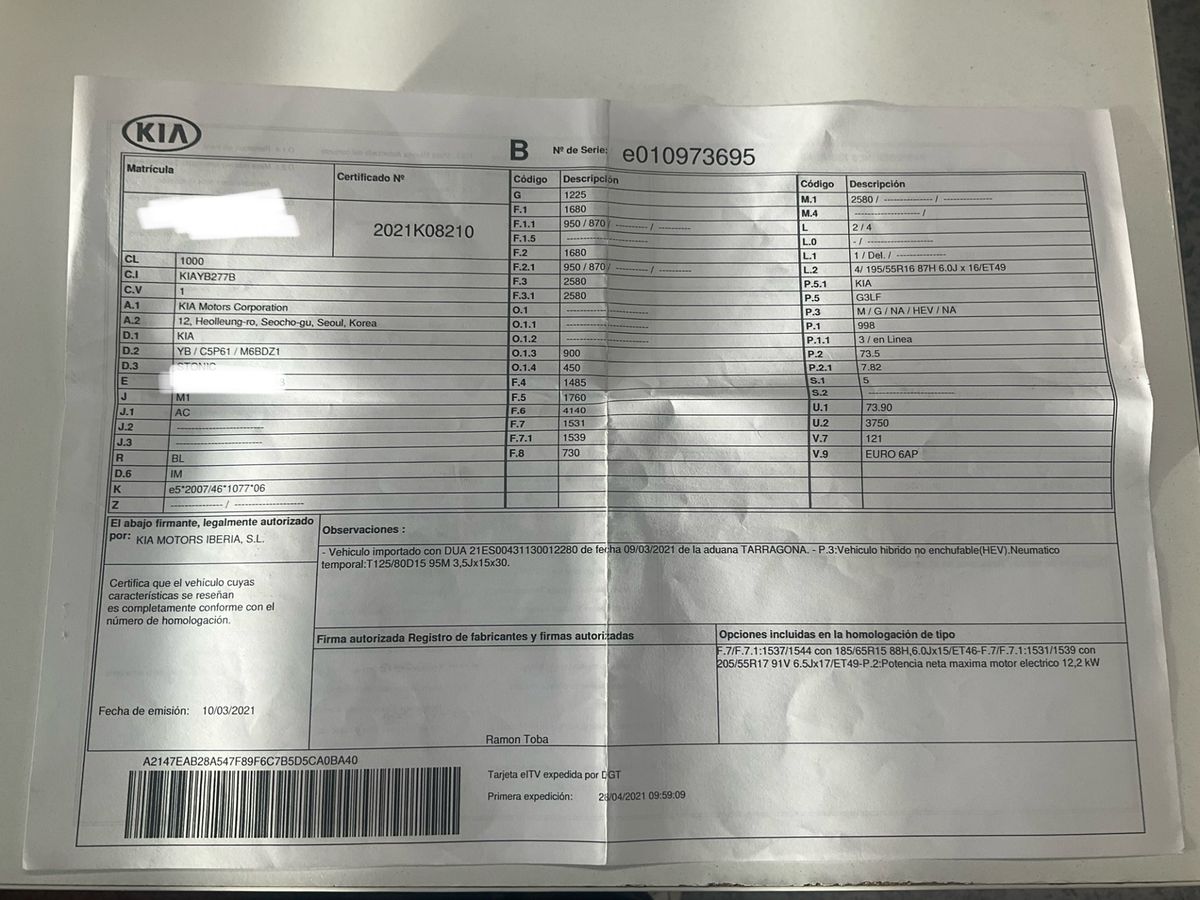 KIA
B Nº de Serie: e010973695
Matrícula
Certificado Nº
2021K08210
CL 1000
C.I KIAYB277B
C.V 1
A.1 KIA Motors Corporation
A.2 12, Heolleung-ro, Seocho-gu, Seoul, Korea
D.1 KIA
D.2 YB / C5P61 / M6BDZ1
D.3 STONIC
E
J M1
J.1 AC
J.2 ------------------------
J.3 ------------------------
R BL
D.6 IM
K e5*2007/46*1077*06
Z --------------- / --------------------
Código Descripción
G 1225
F.1 1680
F.1.1 950 / 870 / --------- / ---------
F.1.5 ----------------------
F.2 1680
F.2.1 950 / 870 / --------- / ---------
F.3 2580
F.3.1 2580
O.1 ----------------------
O.1.1 ----------------------
O.1.2 ----------------------
O.1.3 900
O.1.4 450
F.4 1485
F.5 1760
F.6 4140
F.7 1531
F.7.1 1539
F.8 730
Código Descripción
M.1 2580 / -------------- / --------------
M.4 ------------------- /
L 2 / 4
L.0 - / -------------------
L.1 1 / Del. / -------------------
L.2 4/ 195/55R16 87H 6.0J x 16/ET49
P.5.1 KIA
P.5 G3LF
P.3 M / G / NA / HEV / NA
P.1 998
P.1.1 3 / en Linea
P.2 73.5
P.2.1 7.82
S.1 5
S.2 ------------------------
U.1 73.90
U.2 3750
V.7 121
V.9 EURO 6AP
El abajo firmante, legalmente autorizado
por: KIA MOTORS IBERIA, S.L.
Certifica que el vehículo cuyas
características se reseñan
es completamente conforme con el
número de homologación.
Fecha de emisión: 10/03/2021
Observaciones :
- Vehiculo importado con DUA 21ES00431130012280 de fecha 09/03/2021 de la aduana TARRAGONA. - P.3:Vehiculo hibrido no enchufable(HEV).Neumatico
temporal:T125/80D15 95M 3,5Jx15x30.
Firma autorizada Registro de fabricantes y firmas autorizadas
Ramon Toba
Opciones incluidas en la homologación de tipo
F.7/F.7.1:1537/1544 con 185/65R15 88H,6.0Jx15/ET46-F.7/F.7.1:1531/1539 con
205/55R17 91V 6.5Jx17/ET49-P.2:Potencia neta maxima motor electrico 12,2 kW
A2147EAB28A547F89F6C7B5D5CA0BA40
Tarjeta eITV expedida por DGT
Primera expedición: 28/04/2021 09:59:09